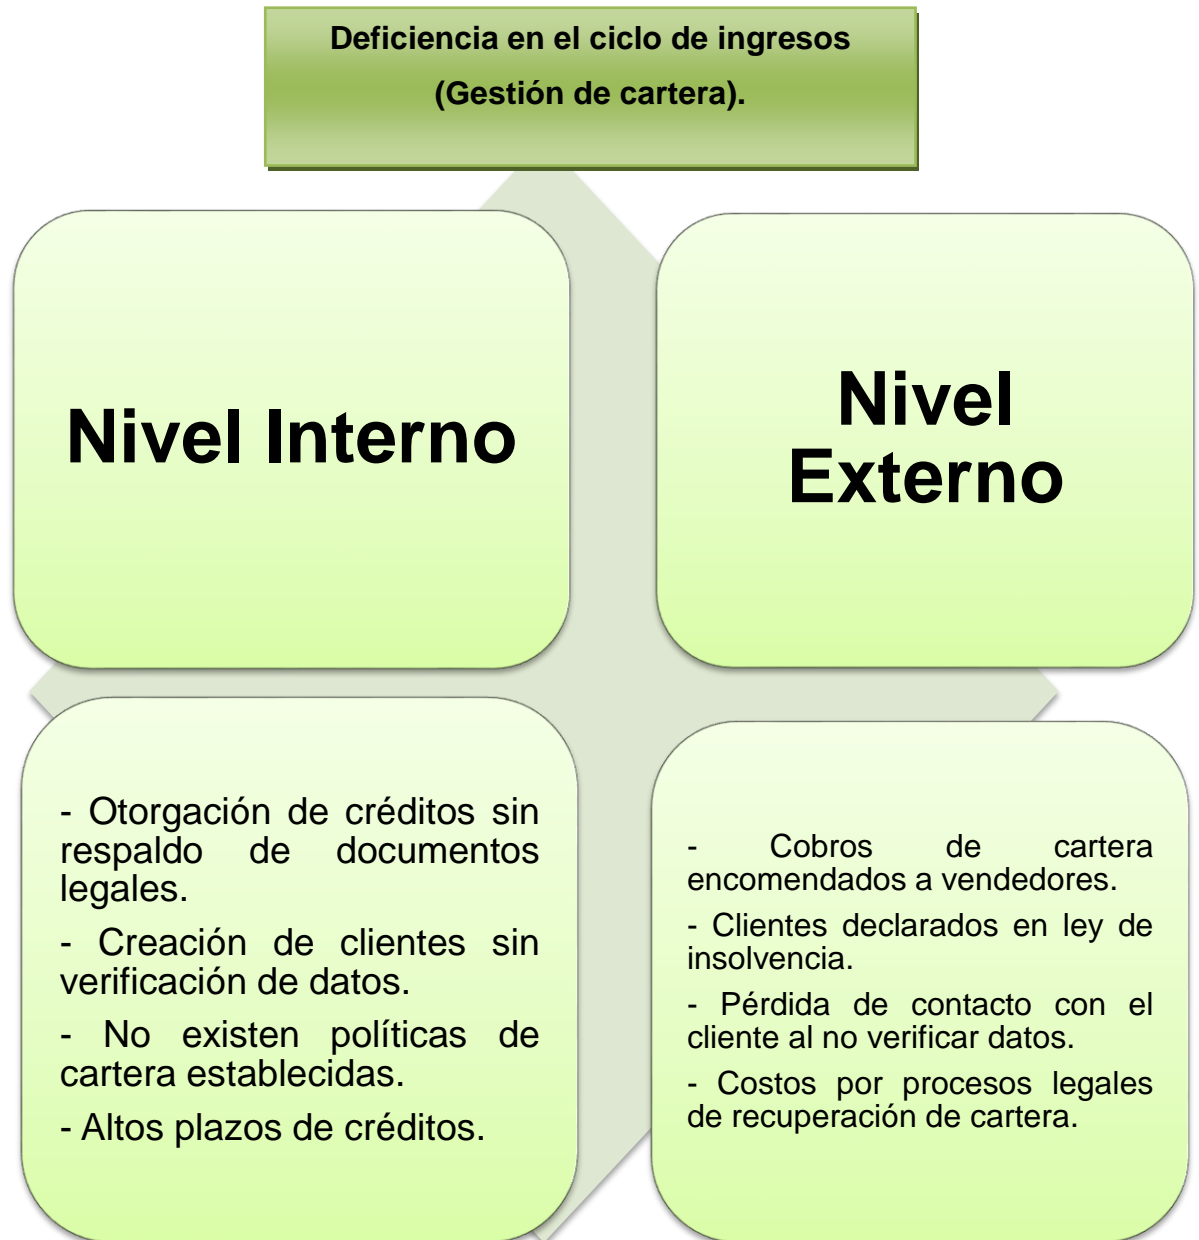 Deficiencia en el ciclo de ingresos
(Gestión de cartera).
Nivel Interno
Nivel
Externo
- Otorgación de créditos sin
respaldo de documentos
legales.
- Creación de clientes sin
verificación de datos.
- No existen políticas de
cartera establecidas.
- Altos plazos de créditos.
- Cobros de cartera
encomendados a vendedores.
- Clientes declarados en ley de
insolvencia.
- Pérdida de contacto con el
cliente al no verificar datos.
- Costos por procesos legales
de recuperación de cartera.